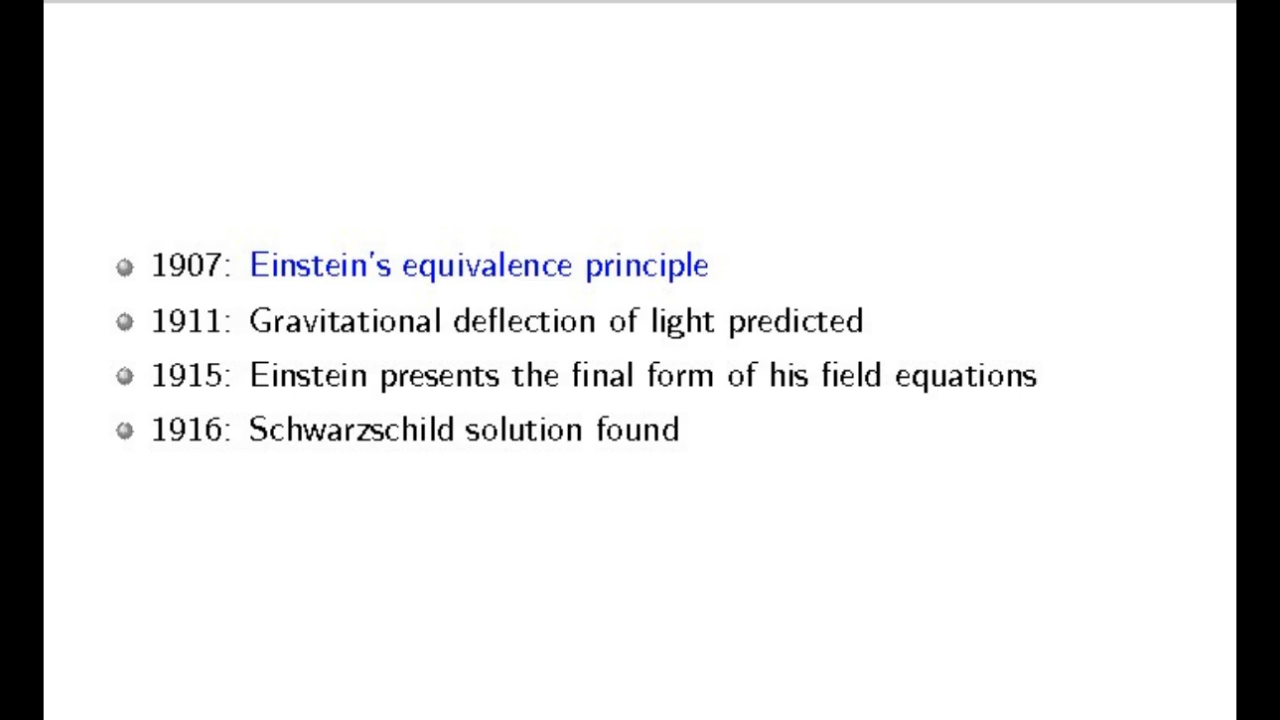 1907: Einstein's equivalence principle
1911: Gravitational deflection of light predicted
1915: Einstein presents the final form of his field equations
1916: Schwarzschild solution found